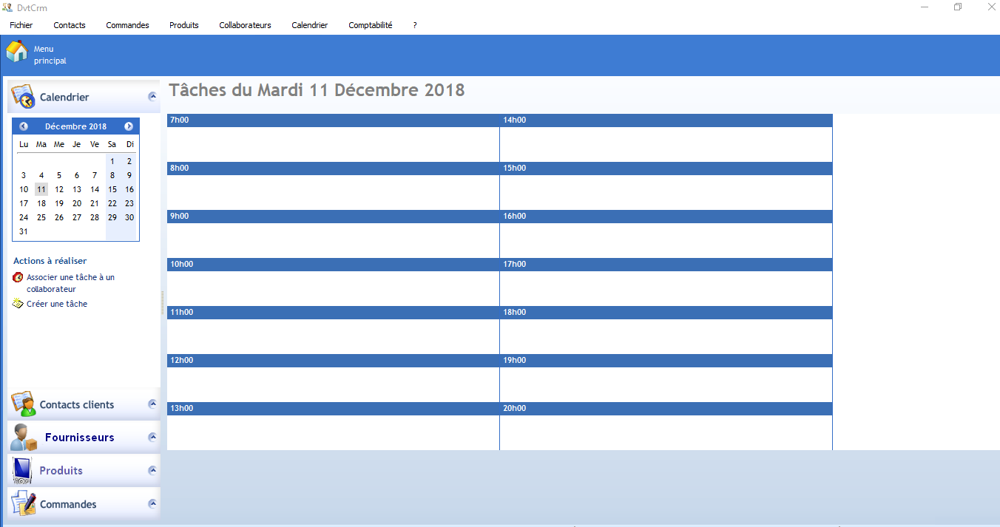 DvtCrm
Fichier Contacts Commandes Produits Collaborateurs Calendrier Comptabilité ?
Menu
principal
Calendrier
Décembre 2018
Lu Ma Me Je Ve Sa Di
1 2
3 4 5 6 7 8 9
10 11 12 13 14 15 16
17 18 19 20 21 22 23
24 25 26 27 28 29 30
31
Actions à réaliser
Associer une tâche à un
collaborateur
Créer une tâche
Contacts clients
Fournisseurs
Produits
Commandes
Tâches du Mardi 11 Décembre 2018
7h00 14h00
8h00 15h00
9h00 16h00
10h00 17h00
11h00 18h00
12h00 19h00
13h00 20h00